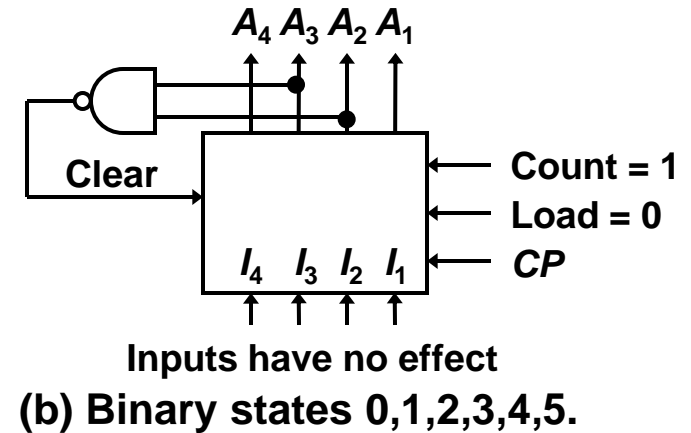 A4 A3 A2 A1
Clear
Count = 1
Load = 0
I4 I3 I2 I1
CP
Inputs have no effect
(b) Binary states 0,1,2,3,4,5.